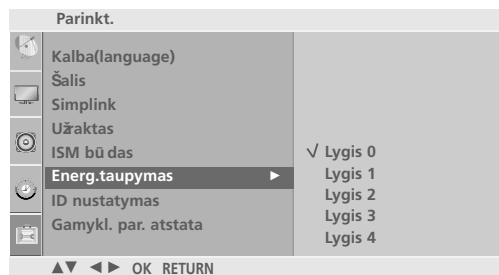 Parinkt.
Kalba(language)
Šalis
Simplink
Užraktas
ISM bū das
Energ.taupymas ►
ID nustatymas
Gamykl. par. atstata
√ Lygis 0
Lygis 1
Lygis 2
Lygis 3
Lygis 4
▲▼ ◄► OK RETURN